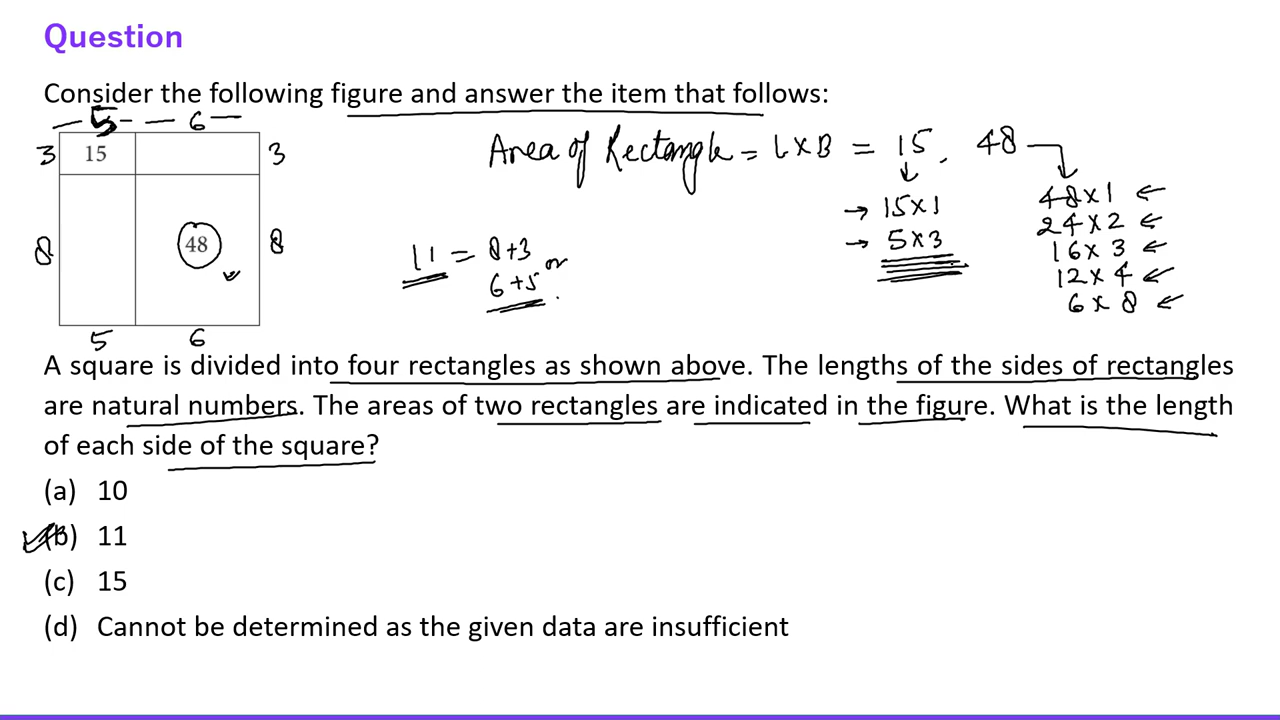 Question
Consider the following figure and answer the item that follows:
5 6
3 15 3
Area of Rectangle = L X B = 15, 48
15 X 1
5 X 3
48 X 1
24 X 2
16 X 3
12 X 4
6 X 8
8 48 8
11 = 8+3
or
6+5
5 6
A square is divided into four rectangles as shown above. The lengths of the sides of rectangles
are natural numbers. The areas of two rectangles are indicated in the figure. What is the length
of each side of the square?
(a) 10
(b) 11
(c) 15
(d) Cannot be determined as the given data are insufficient